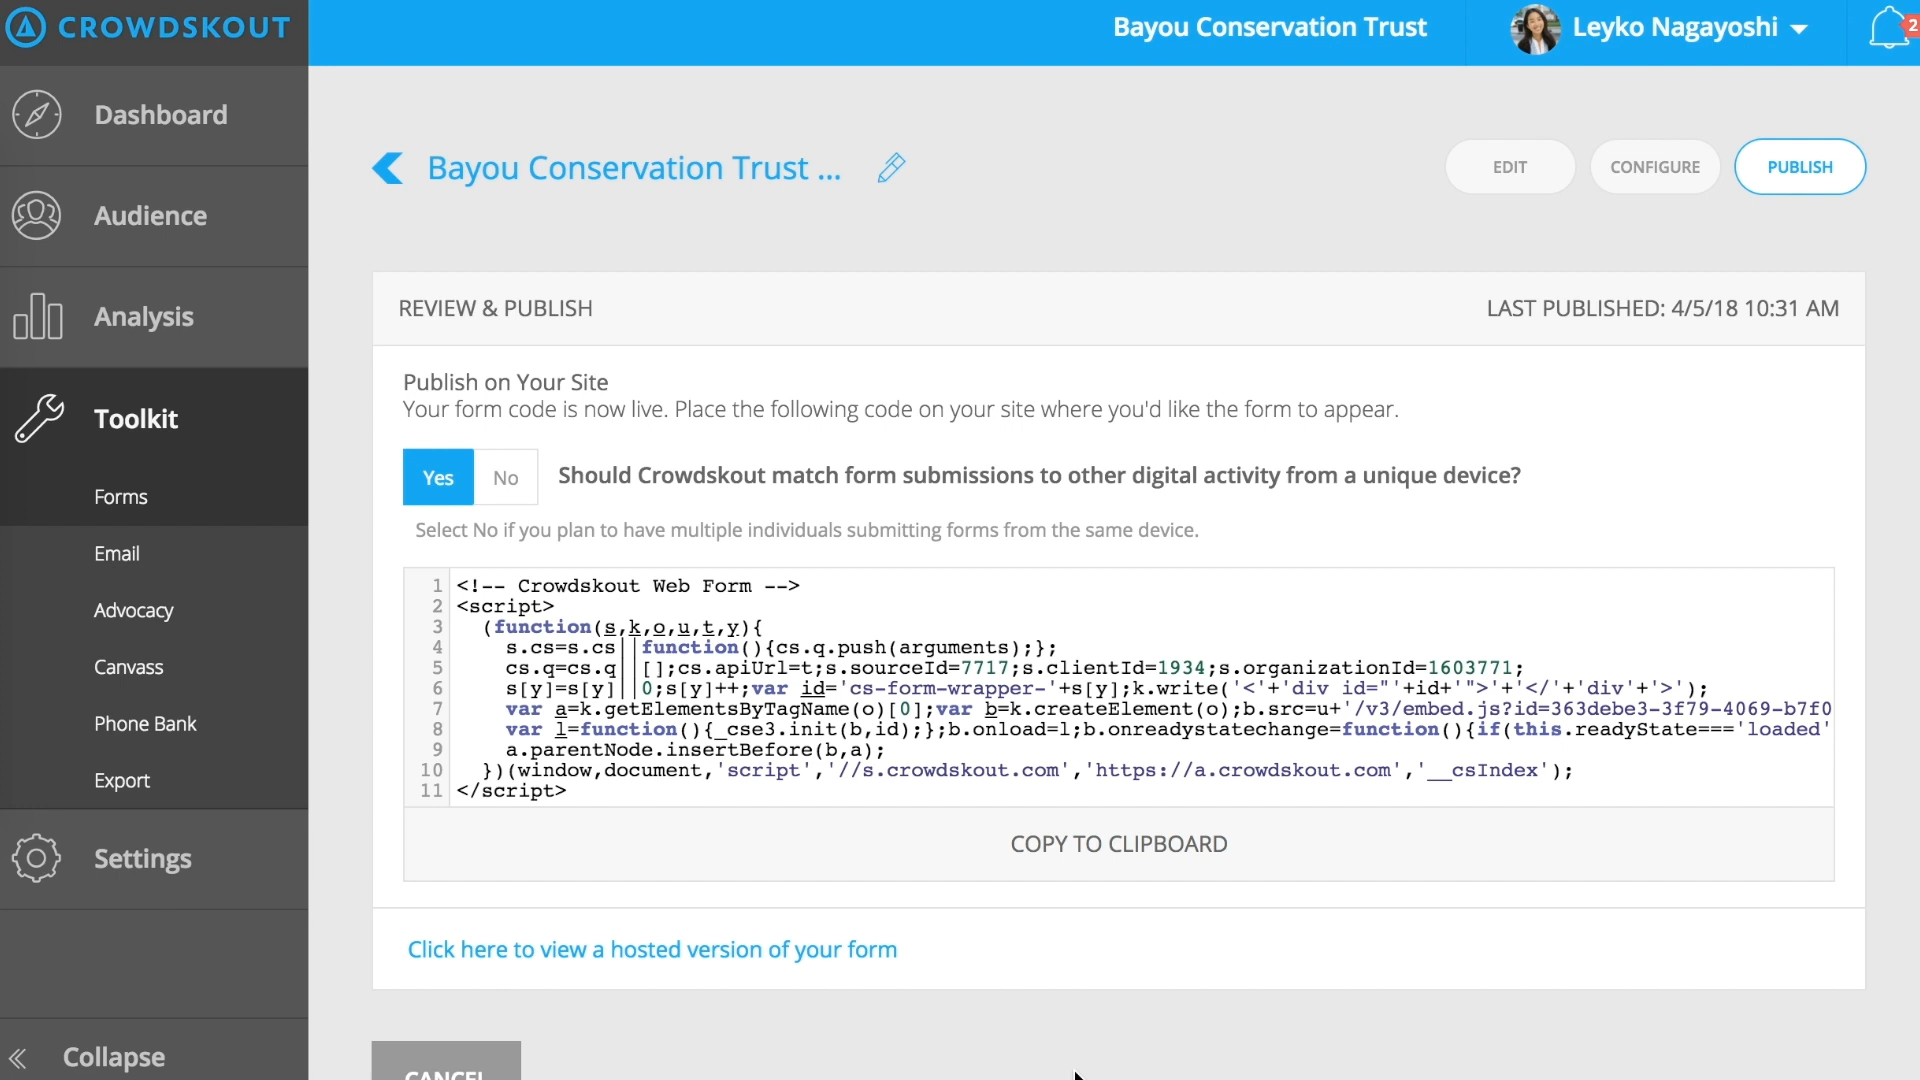 CROWDSKOUT
Bayou Conservation Trust
Leyko Nagayoshi
2
Dashboard
Audience
Analysis
Toolkit
Forms
Email
Advocacy
Canvass
Phone Bank
Export
Settings
Collapse
Bayou Conservation Trust ...
EDIT
CONFIGURE
PUBLISH
REVIEW & PUBLISH
LAST PUBLISHED: 4/5/18 10:31 AM
Publish on Your Site
Your form code is now live. Place the following code on your site where you'd like the form to appear.
Yes
No
Should Crowdskout match form submissions to other digital activity from a unique device?
Select No if you plan to have multiple individuals submitting forms from the same device.
1 <!-- Crowdskout Web Form -->
2 <script>
3 (function(s,k,o,u,t,y){
4 s.cs=s.cs||function(){cs.q.push(arguments);};
5 cs.q=cs.q||[];cs.apiUrl=t;s.sourceId=7717;s.clientId=1934;s.organizationId=1603771;
6 s[y]=s[y]||0;s[y]++;var id='cs-form-wrapper-'+s[y];k.write('<'+'div id="'+id+'">'+'</'+'div'+'>');
7 var a=k.getElementsByTagName(o)[0];var b=k.createElement(o);b.src=u+'/v3/embed.js?id=363debe3-3f79-4069-b7f0
8 var l=function(){_cse3.init(b,id);};b.onload=l;b.onreadystatechange=function(){if(this.readyState==='loaded'
9 a.parentNode.insertBefore(b,a);
10 })(window,document,'script','//s.crowdskout.com','https://a.crowdskout.com','__csIndex');
11 </script>
COPY TO CLIPBOARD
Click here to view a hosted version of your form
CANCEL